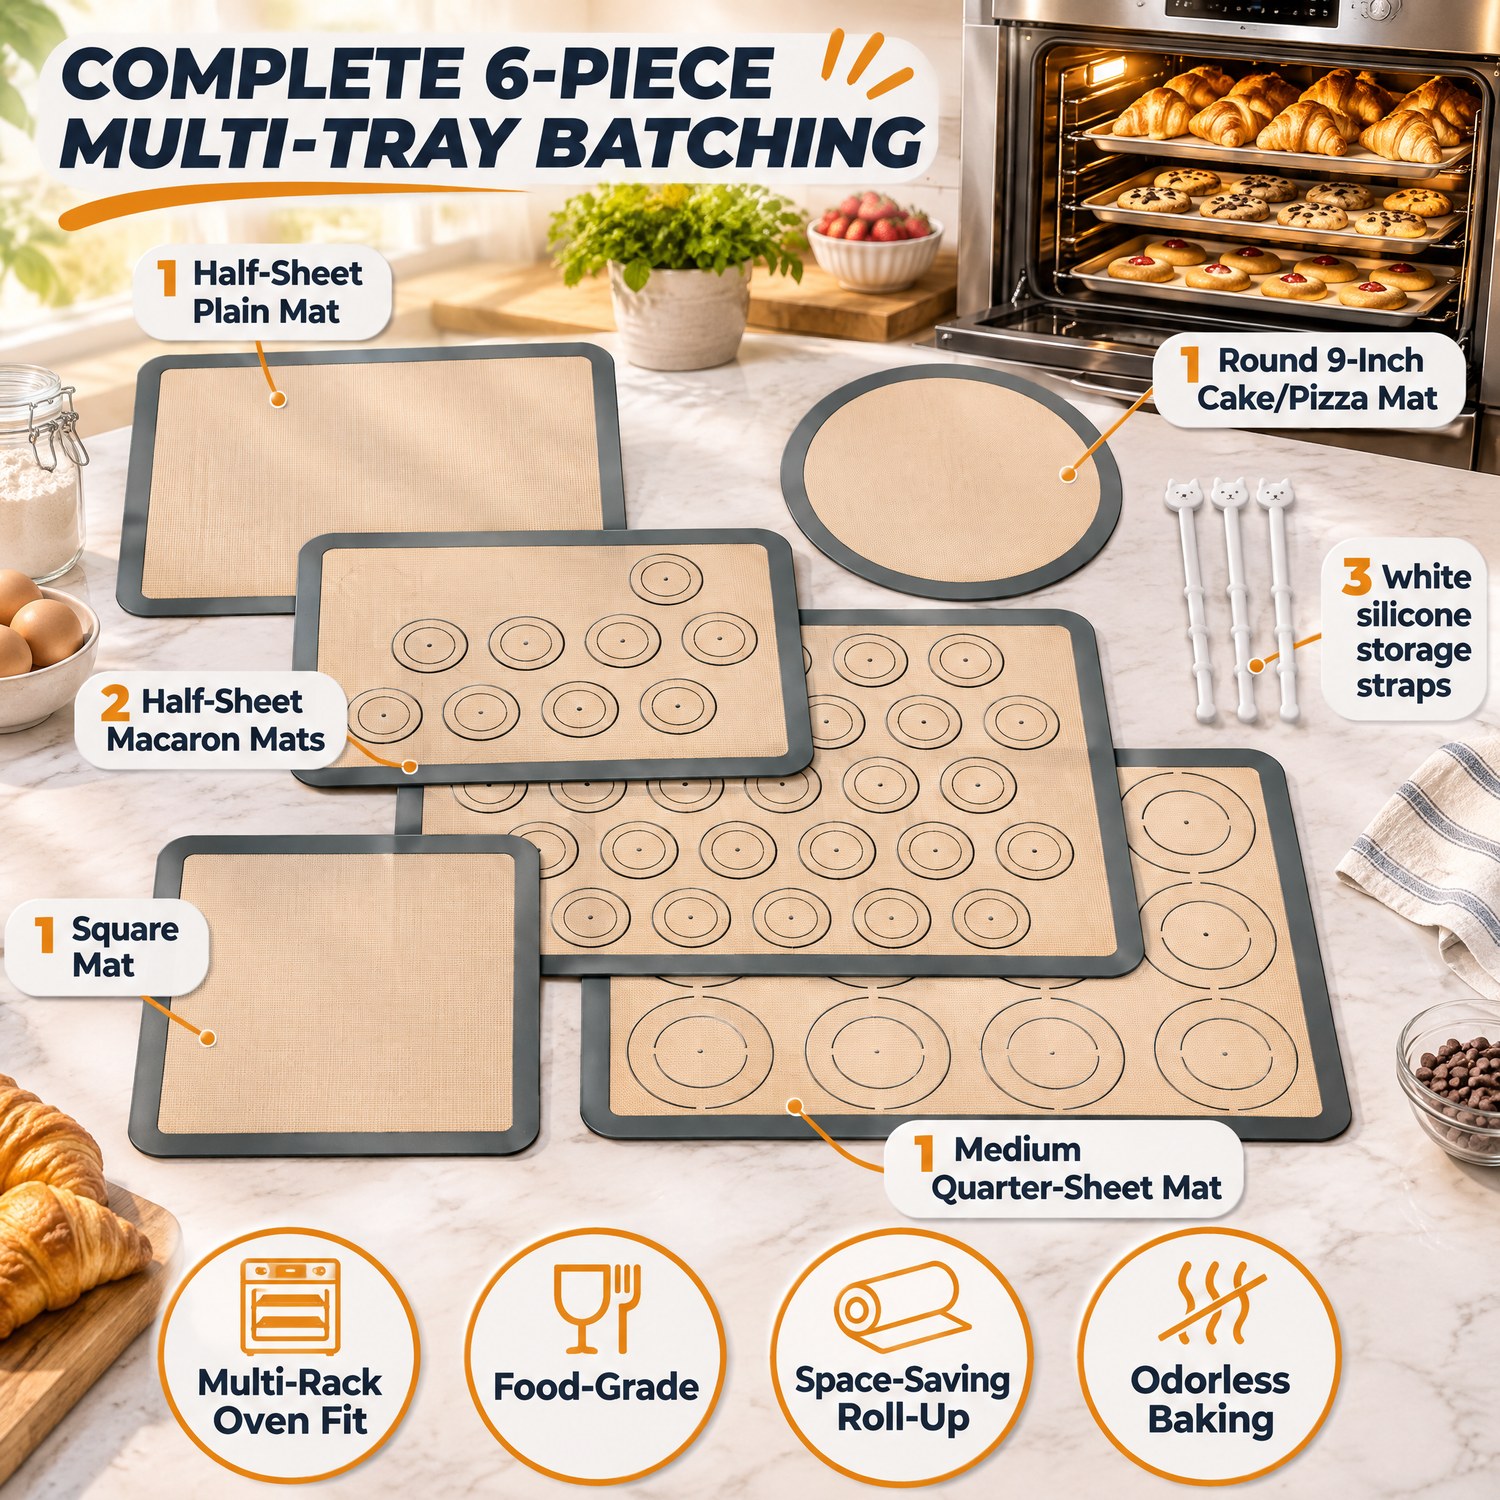 COMPLETE 6-PIECE
MULTI-TRAY BATCHING
1 Half-Sheet
Plain Mat
1 Round 9-Inch
Cake/Pizza Mat
3 white
silicone
storage
straps
2 Half-Sheet
Macaron Mats
1 Square
Mat
1 Medium
Quarter-Sheet Mat
Multi-Rack
Oven Fit
Food-Grade
Space-Saving
Roll-Up
Odorless
Baking